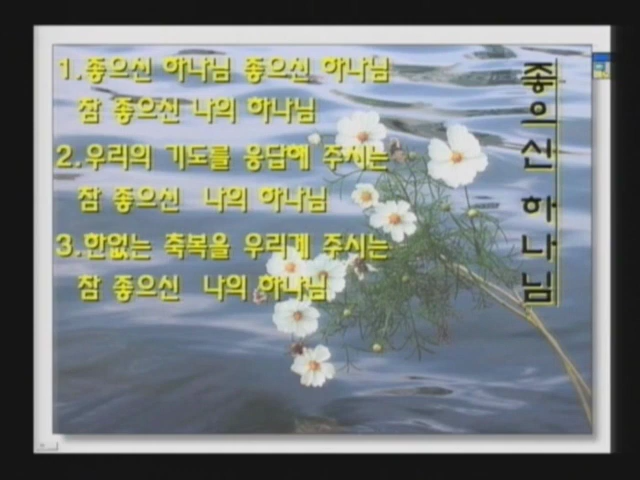 좋으신 하나님
1.좋으신 하나님 좋으신 하나님
참 좋으신 나의 하나님
2.우리의 기도를 응답해 주시는
참 좋으신 나의 하나님
3.한없는 축복을 우리게 주시는
참 좋으신 나의 하나님